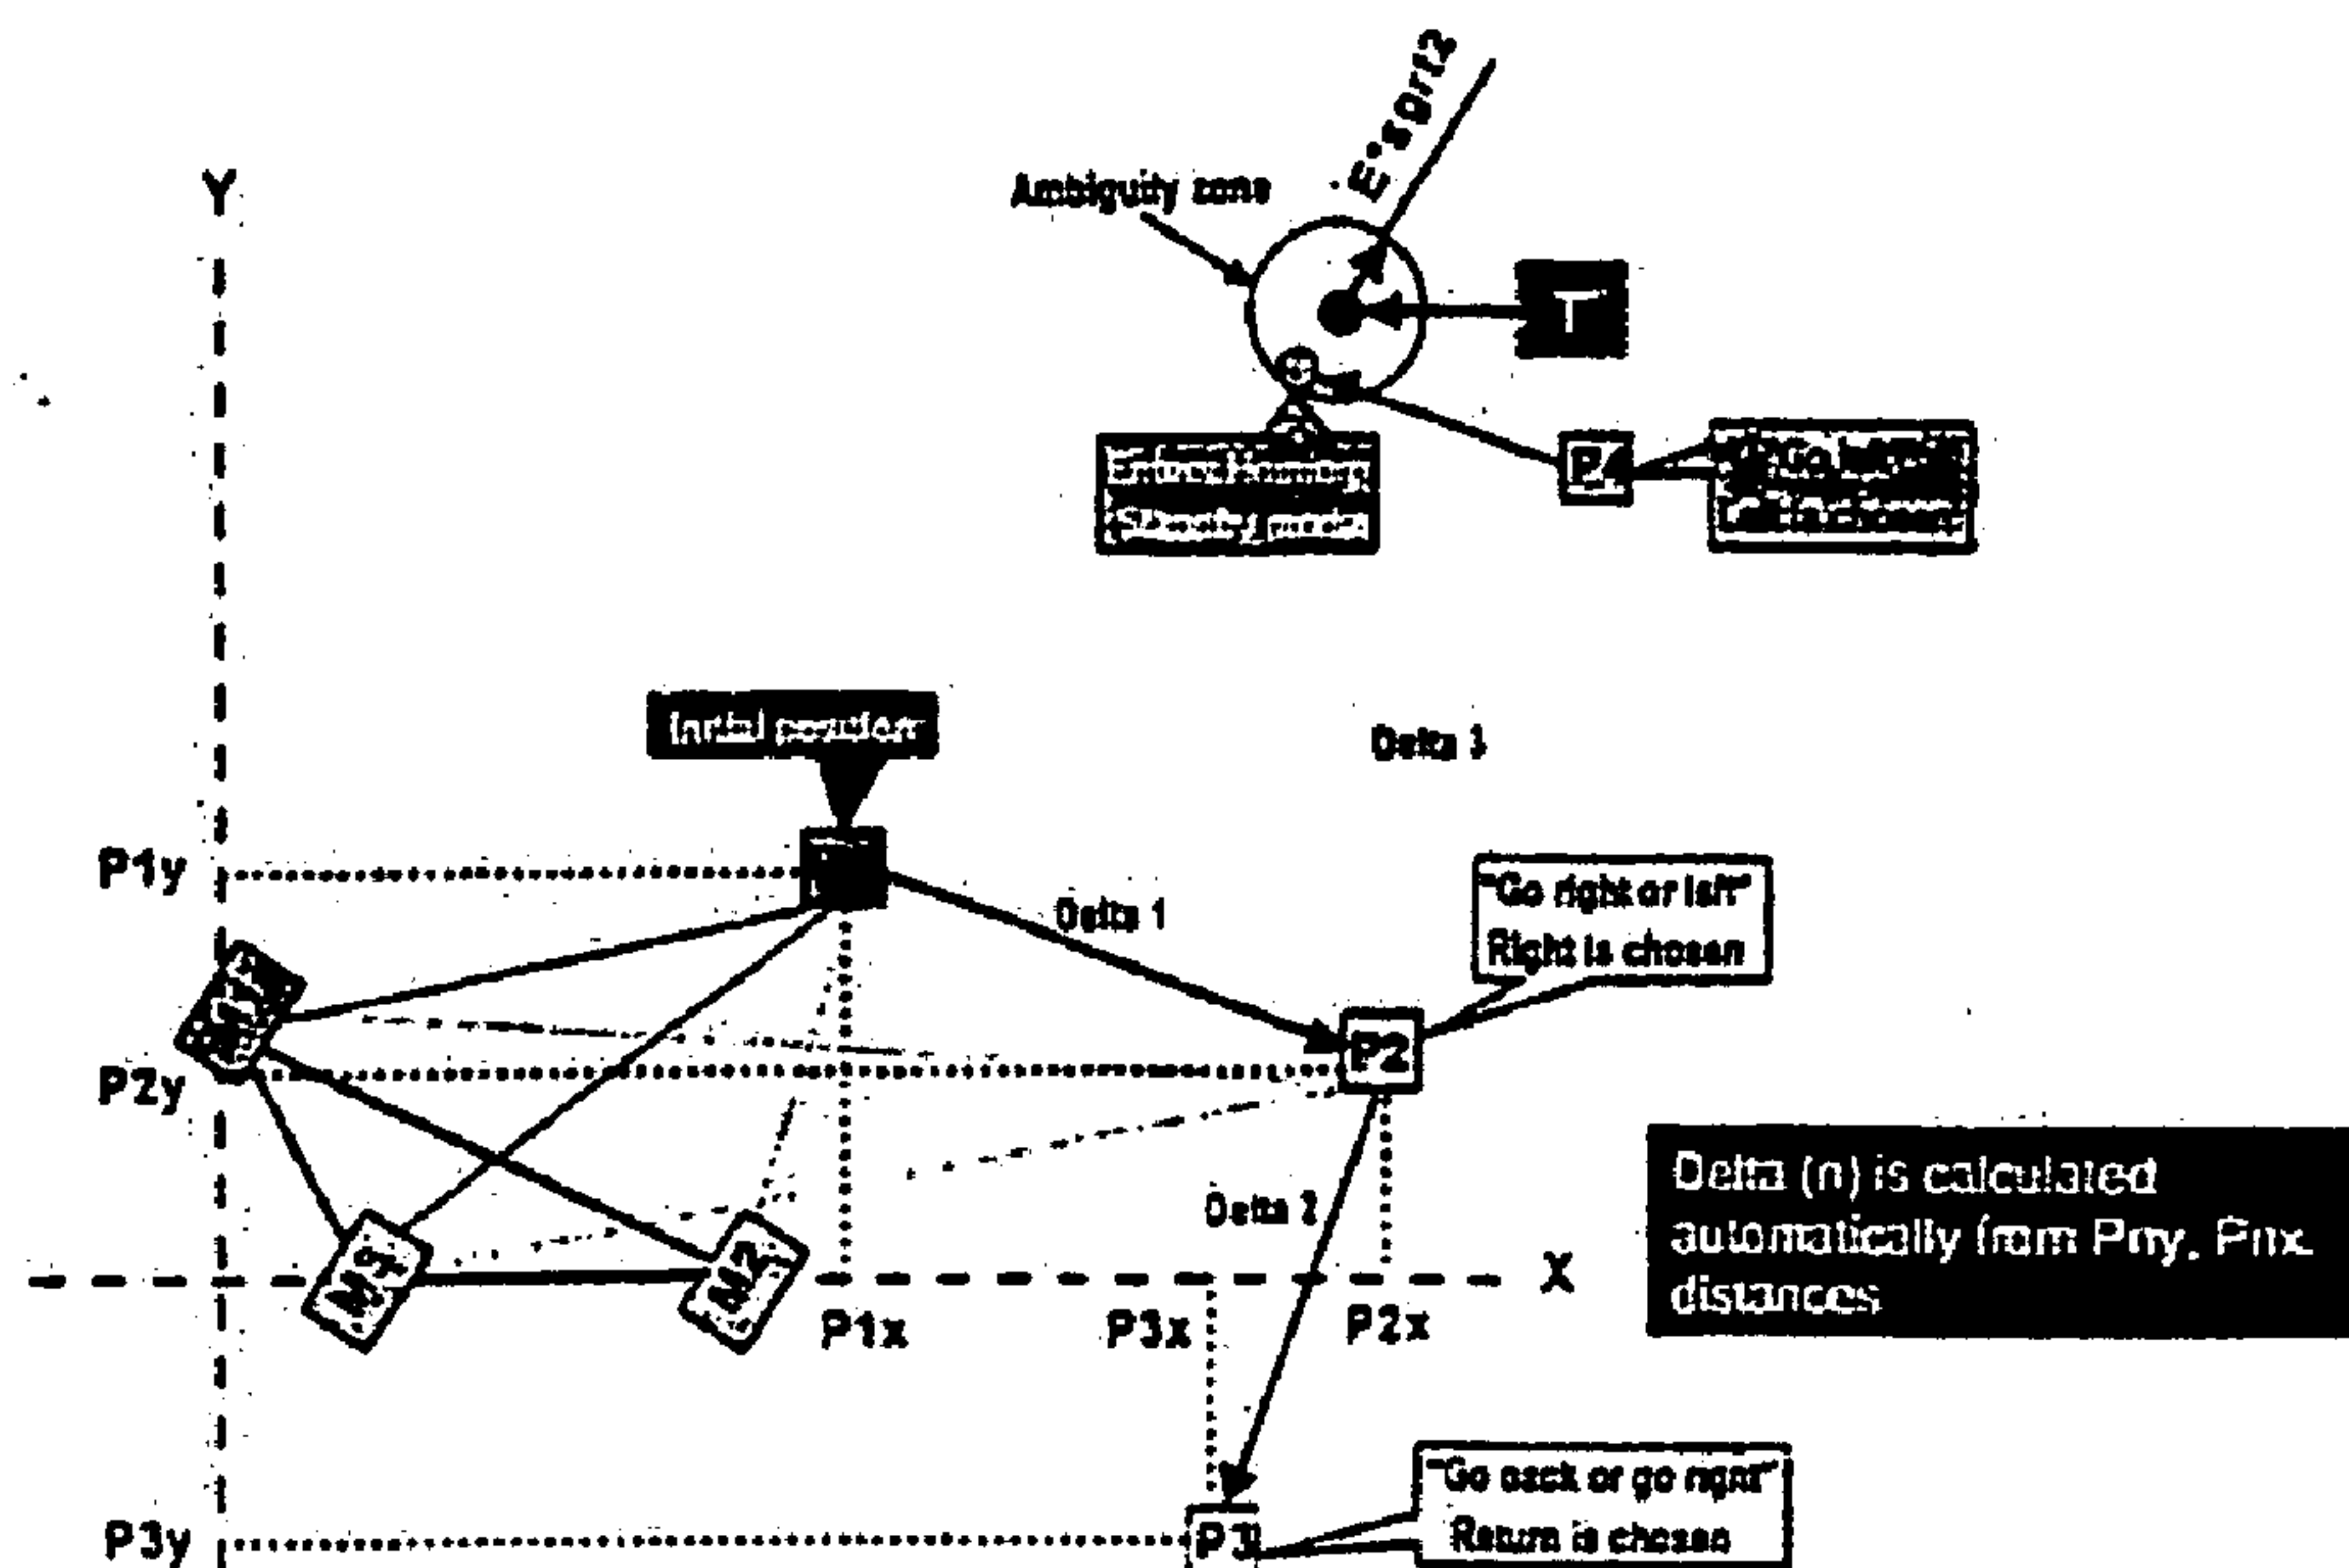 E*sqrt2
Y
Ambiguity zone
T
P4
Initial position
Delta 3
P1y
Delta 1
"Go right or left"
Right is chosen
P2
P2y
Delta 2
Delta (n) is calculated
automatically from Pny, Pnx
distances
X
M2
P1x
P3x
P2x
"Go back or go right"
Return is chosen
P3y
P3